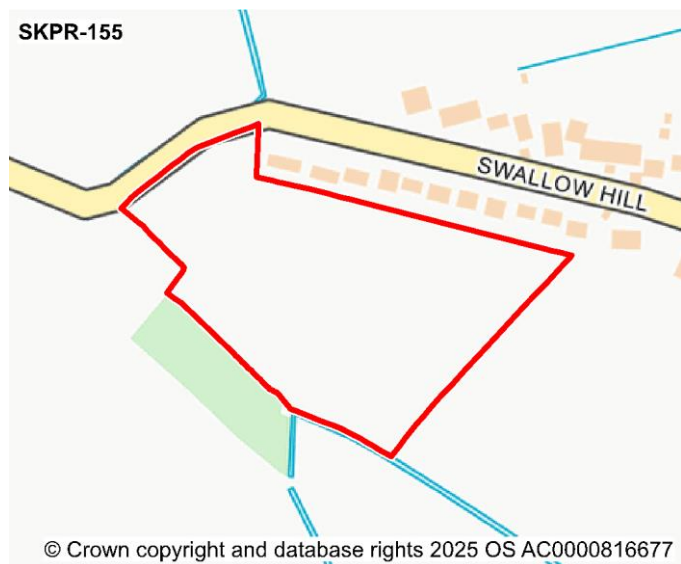 SKPR-155
SWALLOW HILL
© Crown copyright and database rights 2025 OS AC0000816677